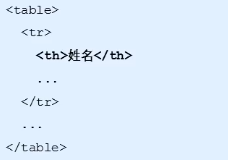 <table>
<tr>
<th>姓名</th>
...
</tr>
...
</table>